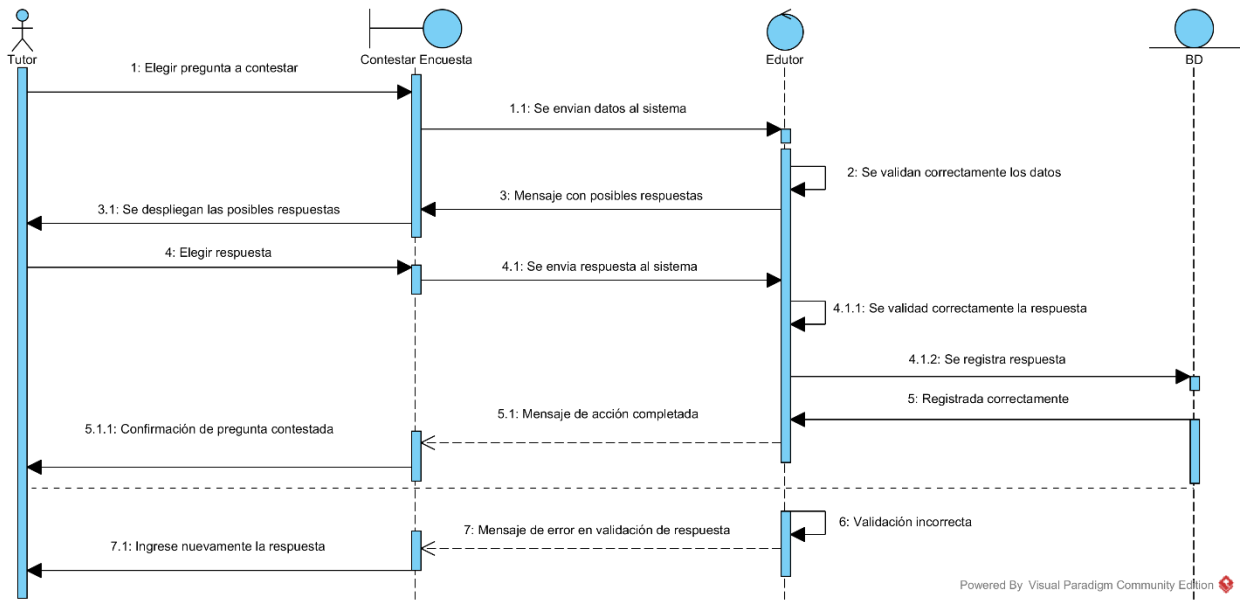 Tutor
Contestar Encuesta
Edutor
BD
1: Elegir pregunta a contestar
1.1: Se envian datos al sistema
2: Se validan correctamente los datos
3: Mensaje con posibles respuestas
3.1: Se despliegan las posibles respuestas
4: Elegir respuesta
4.1: Se envia respuesta al sistema
4.1.1: Se validad correctamente la respuesta
4.1.2: Se registra respuesta
5: Registrada correctamente
5.1: Mensaje de acción completada
5.1.1: Confirmación de pregunta contestada
6: Validación incorrecta
7: Mensaje de error en validación de respuesta
7.1: Ingrese nuevamente la respuesta
Powered By Visual Paradigm Community Edition